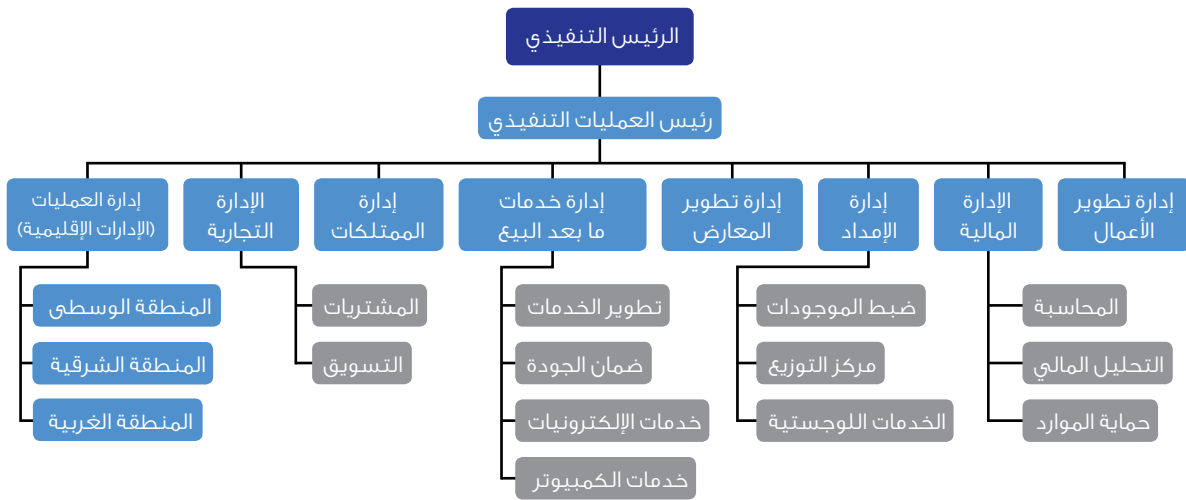 الرئيس التنفيذي
رئيس العمليات التنفيذي
إدارة تطوير
الأعمال
الإدارة
المالية
إدارة
الإمداد
إدارة تطوير
المعارض
إدارة خدمات
ما بعد البيع
إدارة
الممتلكات
الإدارة
التجارية
إدارة العمليات
(الإدارات الإقليمية)
المحاسبة
التحليل المالي
حماية الموارد
ضبط الموجودات
مركز التوزيع
الخدمات اللوجستية
تطوير الخدمات
ضمان الجودة
خدمات الإلكترونيات
خدمات الكمبيوتر
المشتريات
التسويق
المنطقة الوسطى
المنطقة الشرقية
المنطقة الغربية